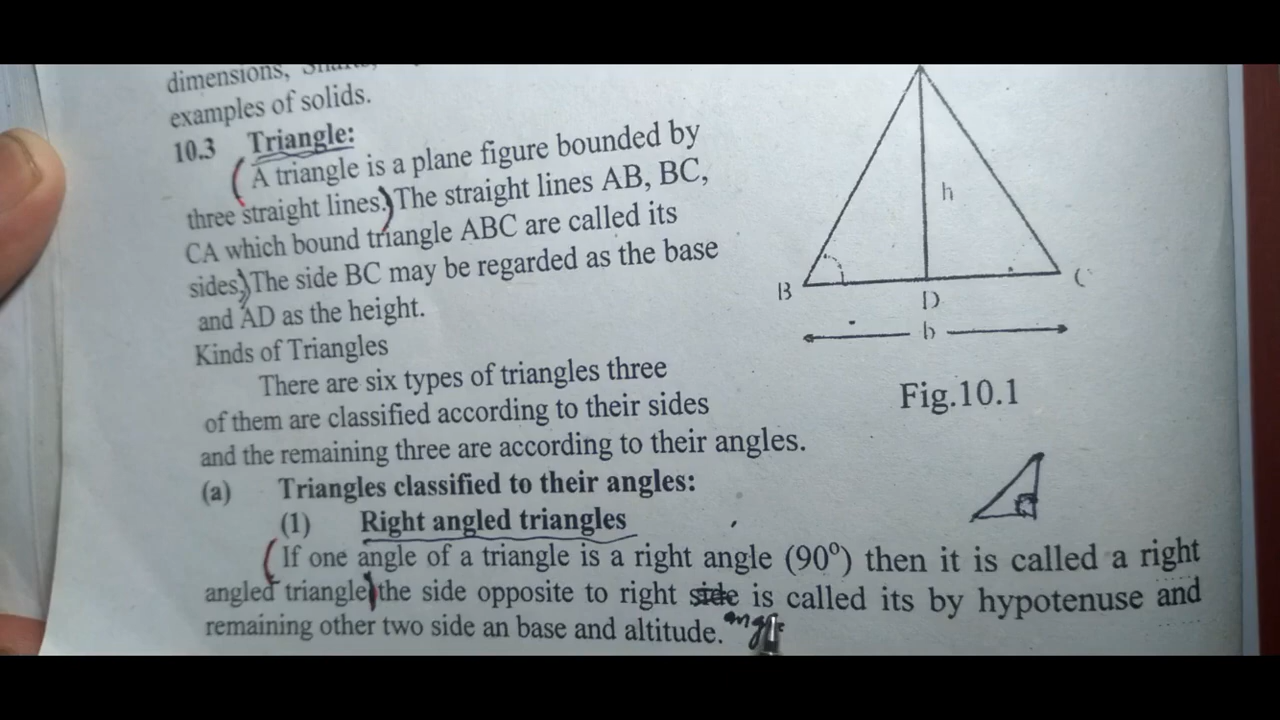 dimensions,
examples of solids.
10.3 Triangle:
A triangle is a plane figure bounded by
three straight lines. The straight lines AB, BC,
CA which bound triangle ABC are called its
sides. The side BC may be regarded as the base
and AD as the height.
Kinds of Triangles
There are six types of triangles three
of them are classified according to their sides
and the remaining three are according to their angles.
(a) Triangles classified to their angles:
(1) Right angled triangles
If one angle of a triangle is a right angle (90º) then it is called a right
angled triangle the side opposite to right side is called its by hypotenuse and
remaining other two side an base and altitude.
h
B
D
C
b
Fig.10.1